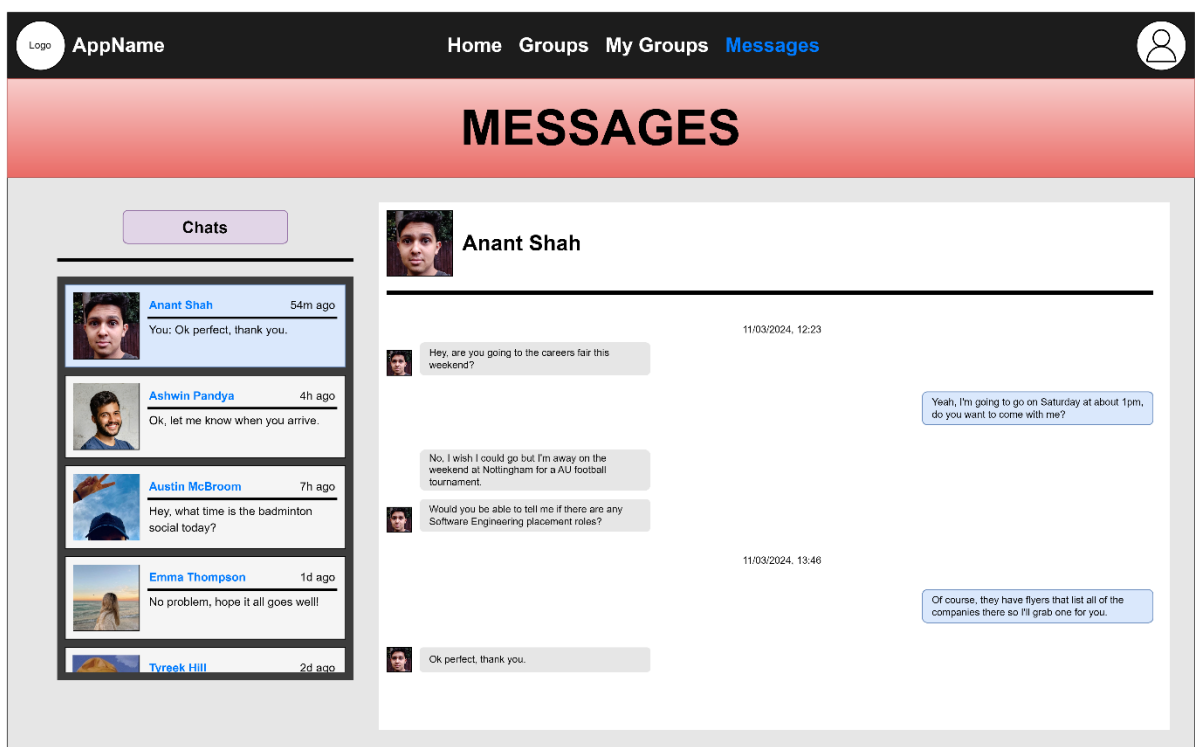 Logo
AppName
Home Groups My Groups Messages
MESSAGES
Chats
Anant Shah 54m ago
You: Ok perfect, thank you.
Ashwin Pandya 4h ago
Ok, let me know when you arrive.
Austin McBroom 7h ago
Hey, what time is the badminton
social today?
Emma Thompson 1d ago
No problem, hope it all goes well!
Tyreek Hill 2d ago
Anant Shah
11/03/2024, 12:23
Hey, are you going to the careers fair this
weekend?
Yeah, I'm going to go on Saturday at about 1pm,
do you want to come with me?
No, I wish I could go but I'm away on the
weekend at Nottingham for a AU football
tournament.
Would you be able to tell me if there are any
Software Engineering placement roles?
11/03/2024, 13:46
Of course, they have flyers that list all of the
companies there so I'll grab one for you.
Ok perfect, thank you.